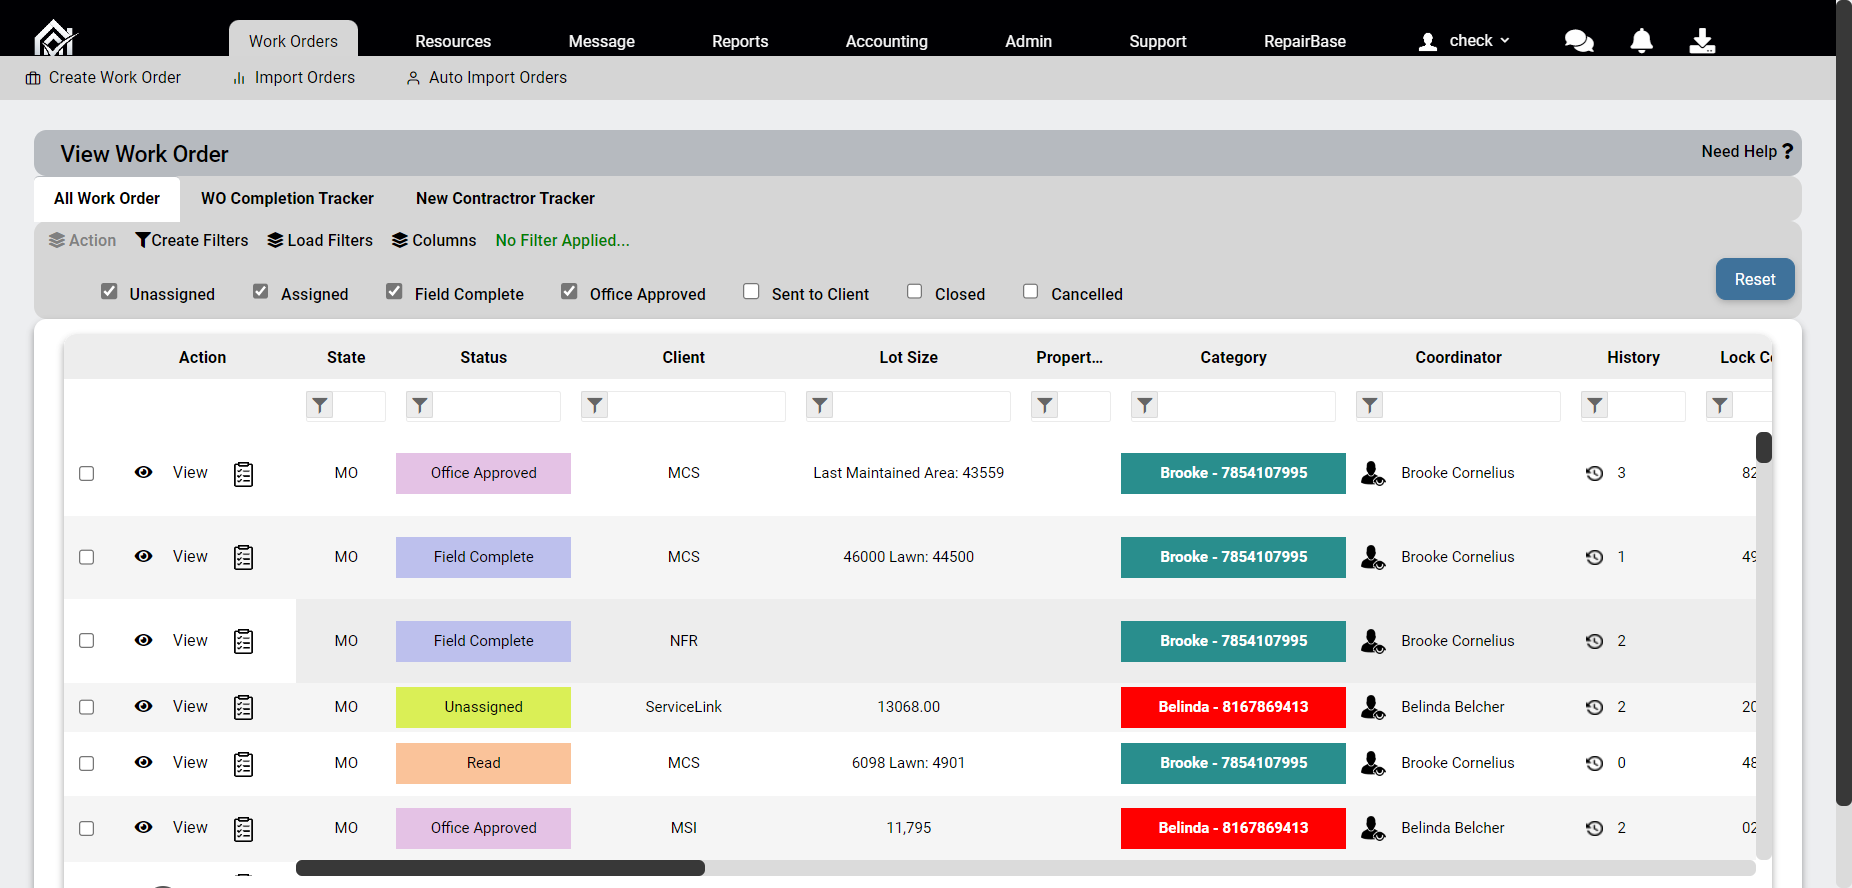 Work Orders Resources Message Reports Accounting Admin Support RepairBase check
Create Work Order Import Orders Auto Import Orders
View Work Order Need Help ?
All Work Order WO Completion Tracker New Contractror Tracker
Action Create Filters Load Filters Columns No Filter Applied...
Unassigned Assigned Field Complete Office Approved Sent to Client Closed Cancelled Reset
Action State Status Client Lot Size Propert... Category Coordinator History Lock
View MO Office Approved MCS Last Maintained Area: 43559 Brooke - 7854107995 Brooke Cornelius 3 82
View MO Field Complete MCS 46000 Lawn: 44500 Brooke - 7854107995 Brooke Cornelius 1 49
View MO Field Complete NFR Brooke - 7854107995 Brooke Cornelius 2
View MO Unassigned ServiceLink 13068.00 Belinda - 8167869413 Belinda Belcher 2 20
View MO Read MCS 6098 Lawn: 4901 Brooke - 7854107995 Brooke Cornelius 0 48
View MO Office Approved MSI 11,795 Belinda - 8167869413 Belinda Belcher 2 02